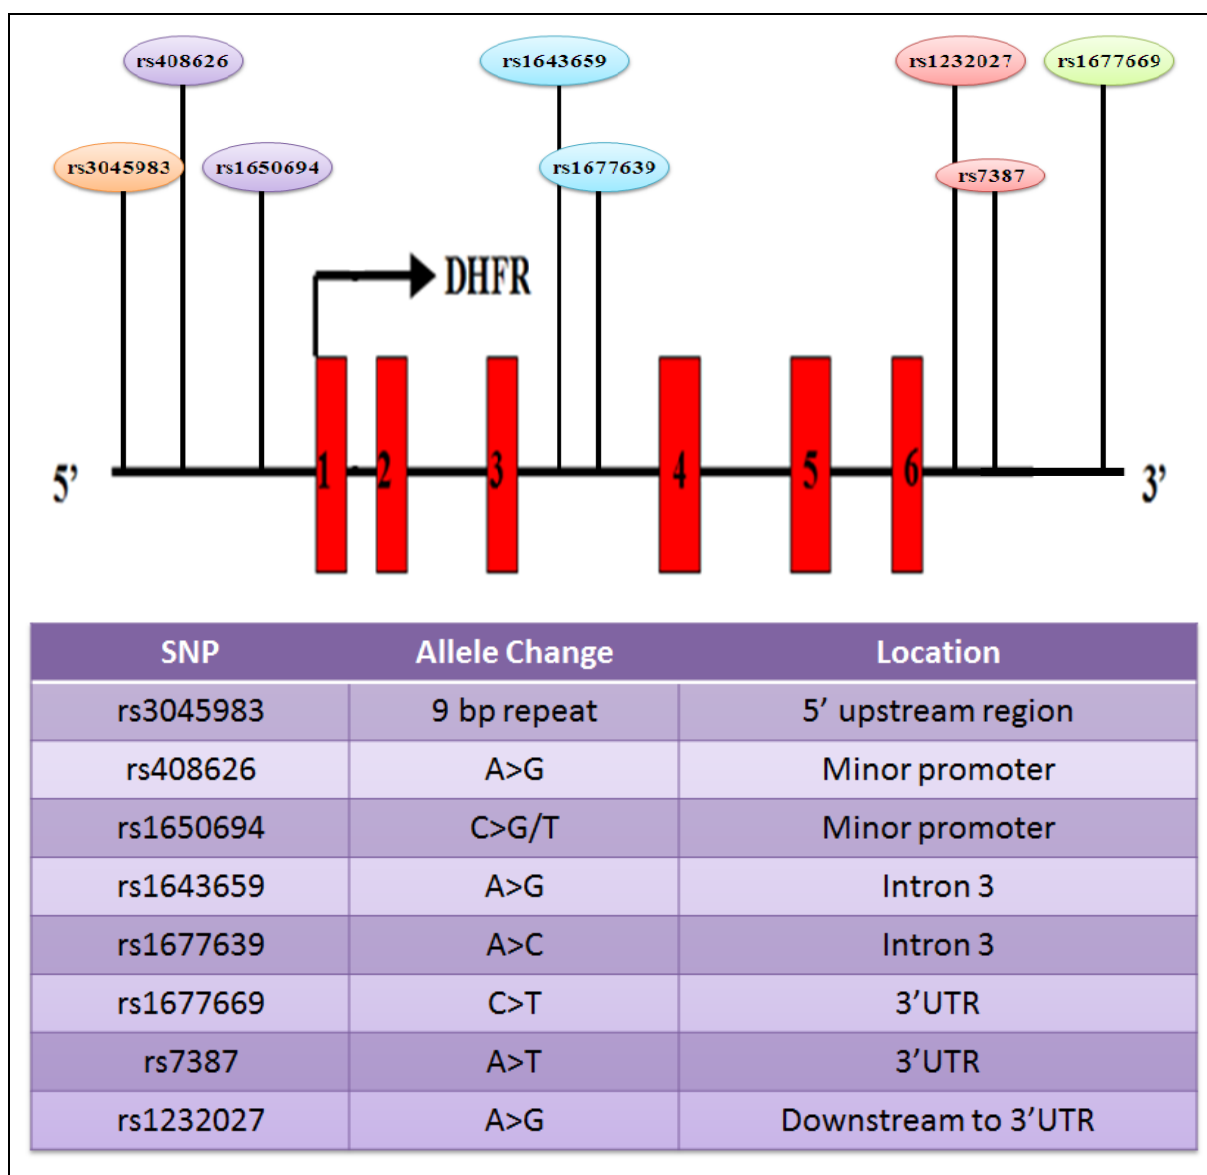 rs408626 rs1643659 rs1232027 rs1677669
rs3045983 rs1650694 rs1677639 rs7387
DHFR
5’ 1 2 3 4 5 6 3’
SNP Allele Change Location
rs3045983 9 bp repeat 5’ upstream region
rs408626 A>G Minor promoter
rs1650694 C>G/T Minor promoter
rs1643659 A>G Intron 3
rs1677639 A>C Intron 3
rs1677669 C>T 3’UTR
rs7387 A>T 3’UTR
rs1232027 A>G Downstream to 3’UTR